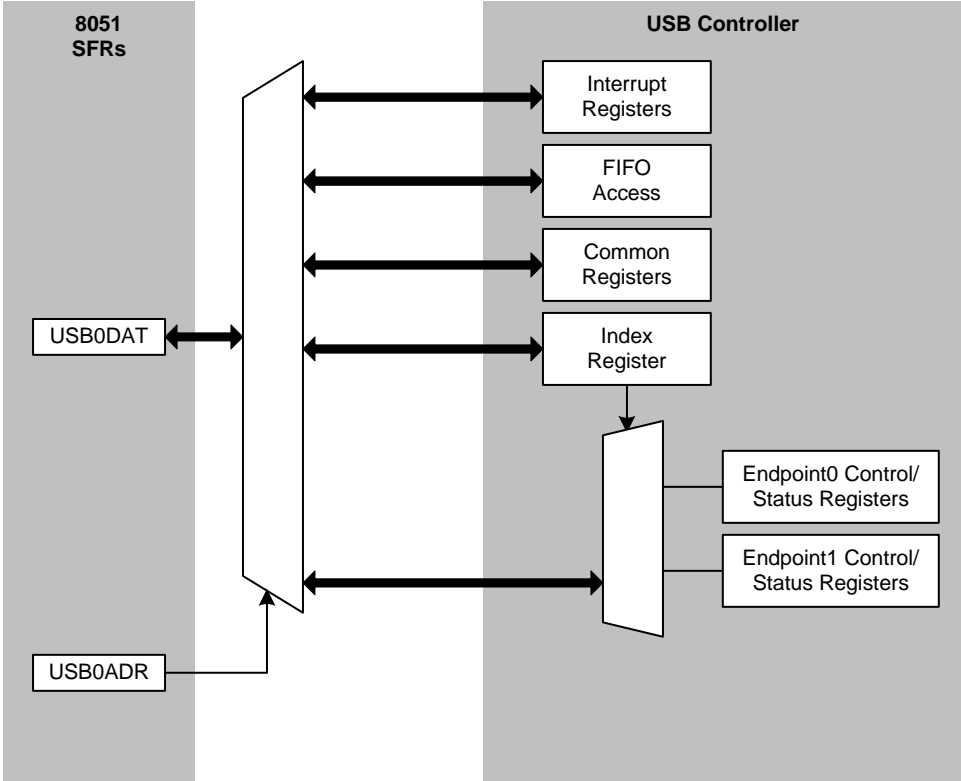 8051
SFRs
USB Controller
Interrupt
Registers
FIFO
Access
Common
Registers
USB0DAT
Index
Register
Endpoint0 Control/
Status Registers
Endpoint1 Control/
Status Registers
USB0ADR